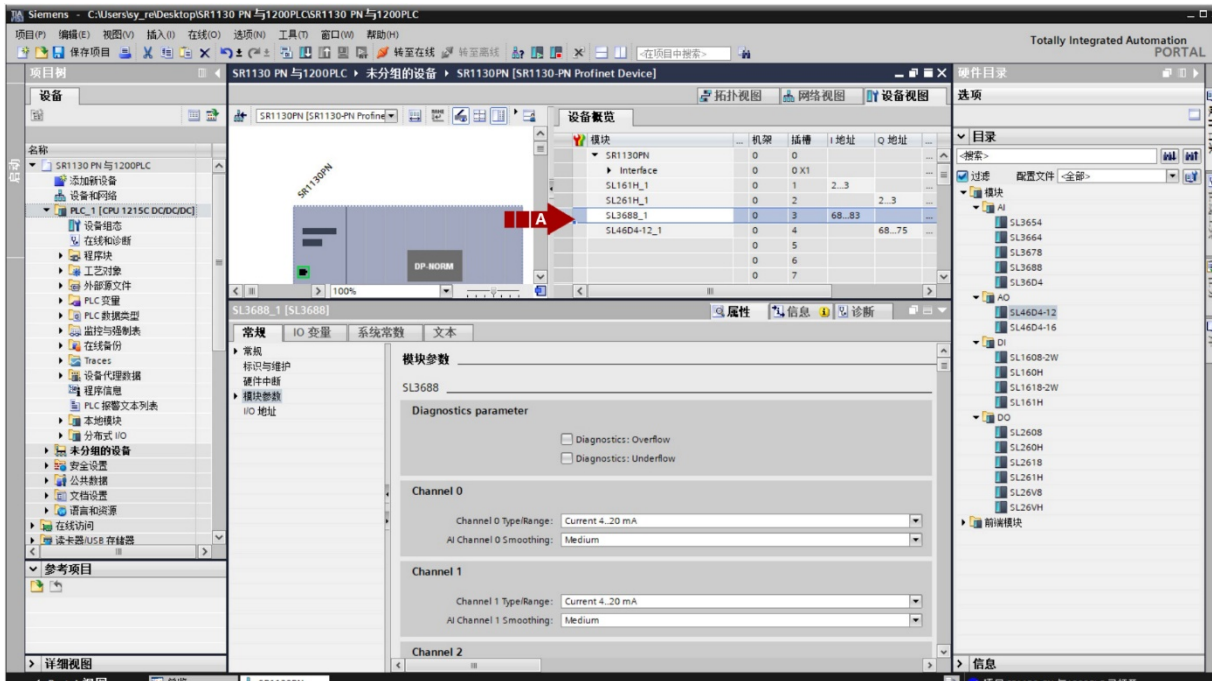 Siemens - C:\Users\sy_re\Desktop\SR1130 PN 与1200PLC\SR1130 PN 与1200PLC
项目(P) 编辑(E) 视图(V) 插入(I) 在线(O) 选项(N) 工具(T) 窗口(W) 帮助(H)
Totally Integrated Automation
PORTAL
保存项目 转至在线 转至离线 <在项目中搜索>
项目树
SR1130 PN 与1200PLC ▸ 未分组的设备 ▸ SR1130PN [SR1130-PN Profinet Device]
硬件目录
设备
拓扑视图 网络视图 设备视图
选项
SR1130PN [SR1130-PN Profine
设备概览
模块 ... 机架 插槽 I 地址 Q 地址 ...
SR1130PN 0 0
Interface 0 0 X1
SL161H_1 0 1 2...3
SL261H_1 0 2 2...3
SL3688_1 0 3 68...83
SL46D4-12_1 0 4 68...75
0 5
0 6
0 7
A
SR1130PN
DP-NORM
100%
名称
SR1130 PN 与1200PLC
添加新设备
设备和网络
PLC_1 [CPU 1215C DC/DC/DC]
设备组态
在线和诊断
程序块
工艺对象
外部源文件
PLC 变量
PLC 数据类型
监控与强制表
在线备份
Traces
设备代理数据
程序信息
PLC 报警文本列表
本地模块
分布式 I/O
未分组的设备
安全设置
公共数据
文档设置
语言和资源
在线访问
读卡器/USB 存储器
参考项目
详细视图
SL3688_1 [SL3688]
属性 信息 诊断
常规 IO 变量 系统常数 文本
常规
标识与维护
硬件中断
模块参数
I/O 地址
模块参数
SL3688
Diagnostics parameter
Diagnostics: Overflow
Diagnostics: Underflow
Channel 0
Channel 0 Type/Range: Current 4..20 mA
AI Channel 0 Smoothing: Medium
Channel 1
Channel 1 Type/Range: Current 4..20 mA
AI Channel 1 Smoothing: Medium
Channel 2
目录
<搜索>
过滤 配置文件 <全部>
模块
AI
SL3654
SL3664
SL3678
SL3688
SL36D4
AO
SL46D4-12
SL46D4-16
DI
SL1608-2W
SL160H
SL1618-2W
SL161H
DO
SL2608
SL260H
SL2618
SL261H
SL26V8
SL26VH
前端模块
信息